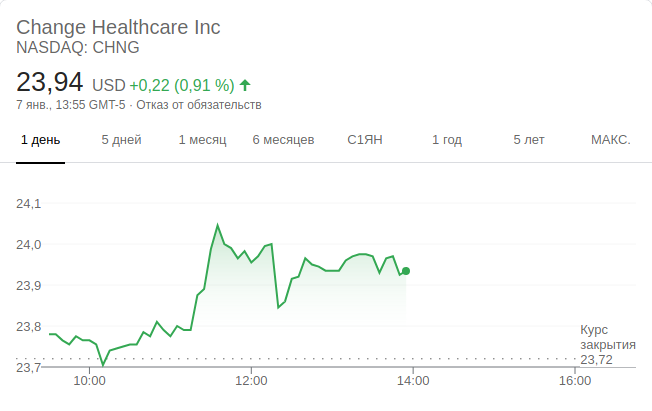 Change Healthcare Inc
NASDAQ: CHNG
23,94 USD +0,22 (0,91 %)
7 янв., 13:55 GMT-5 · Отказ от обязательств
1 день 5 дней 1 месяц 6 месяцев С1ЯН 1 год 5 лет МАКС.
24,1
24,0
23,9
23,8
23,7
Курс
закрытия
23,72
10:00 12:00 14:00 16:00